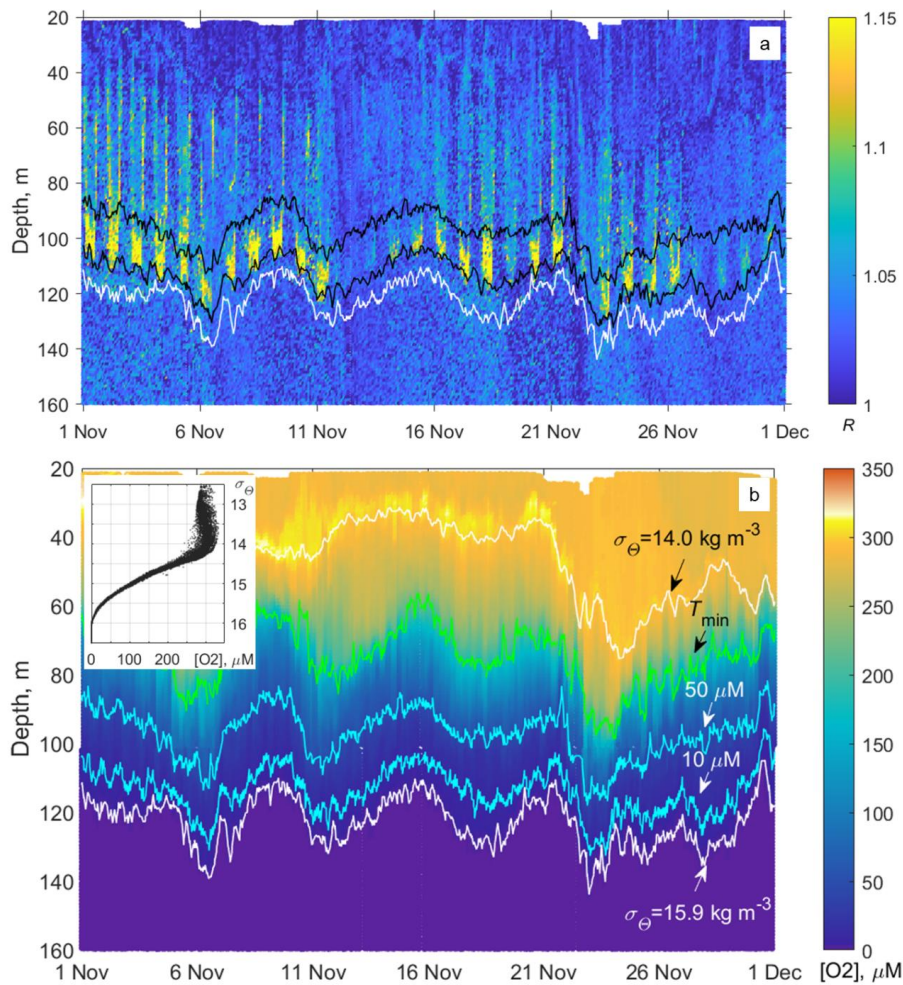 a
20
40
60
80
100
120
140
160
Depth, m
1 Nov 6 Nov 11 Nov 16 Nov 21 Nov 26 Nov 1 Dec
1.15
1.1
1.05
1
R
b
20
40
60
80
100
120
140
160
Depth, m
σΘ
13
14
15
16
0 100 200 [O2], μM
σΘ=14.0 kg m-3
Tmin
50 μM
10 μM
σΘ=15.9 kg m-3
1 Nov 6 Nov 11 Nov 16 Nov 21 Nov 26 Nov 1 Dec
350
300
250
200
150
100
50
0
[O2], μM